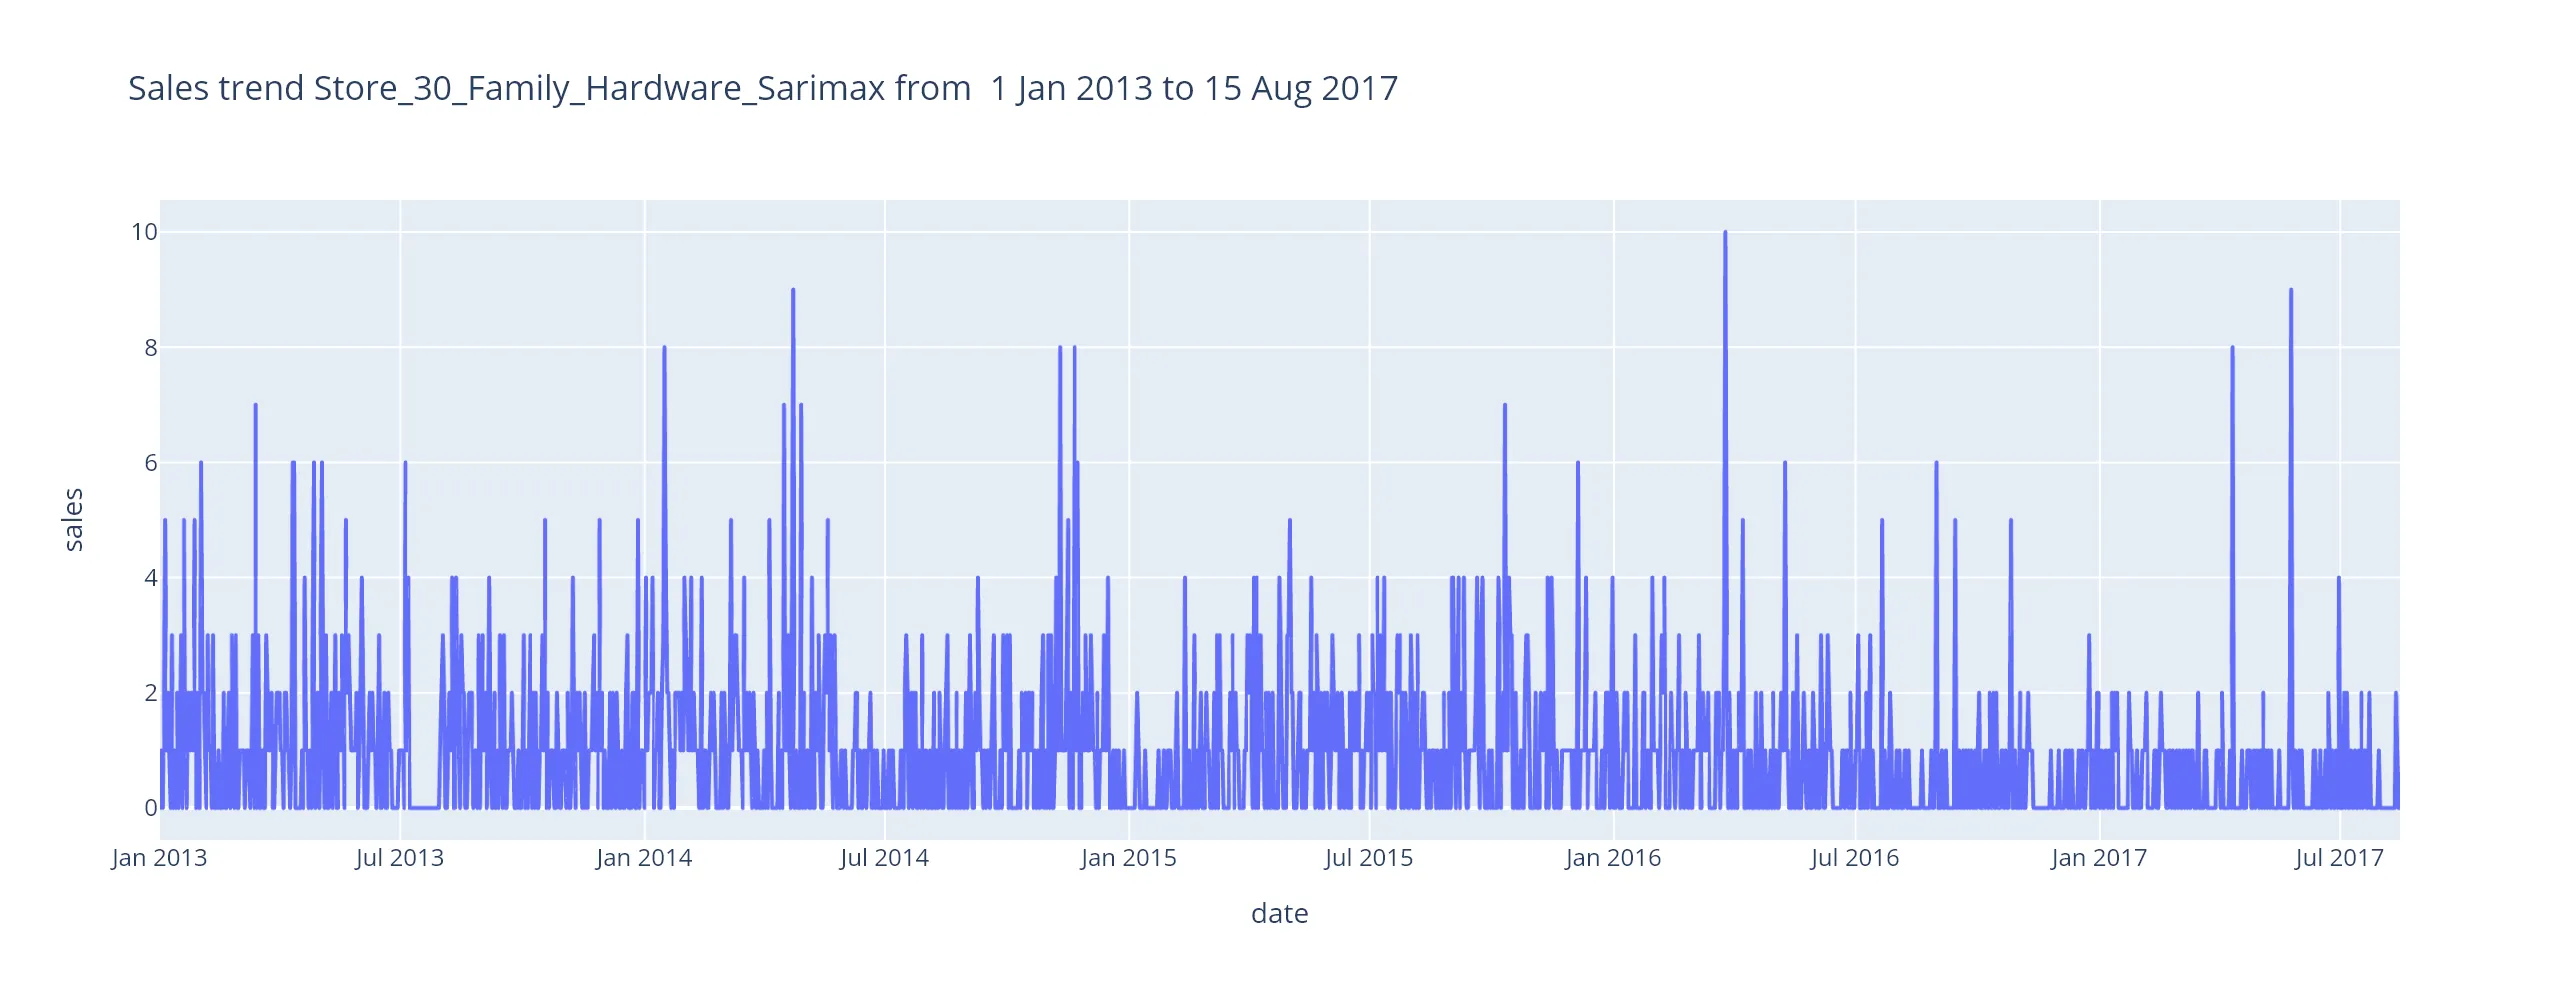 Sales trend Store_30_Family_Hardware_Sarimax from  1 Jan 2013 to 15 Aug 2017
10
8
6
4
2
0
sales
Jan 2013 Jul 2013 Jan 2014 Jul 2014 Jan 2015 Jul 2015 Jan 2016 Jul 2016 Jan 2017 Jul 2017
date